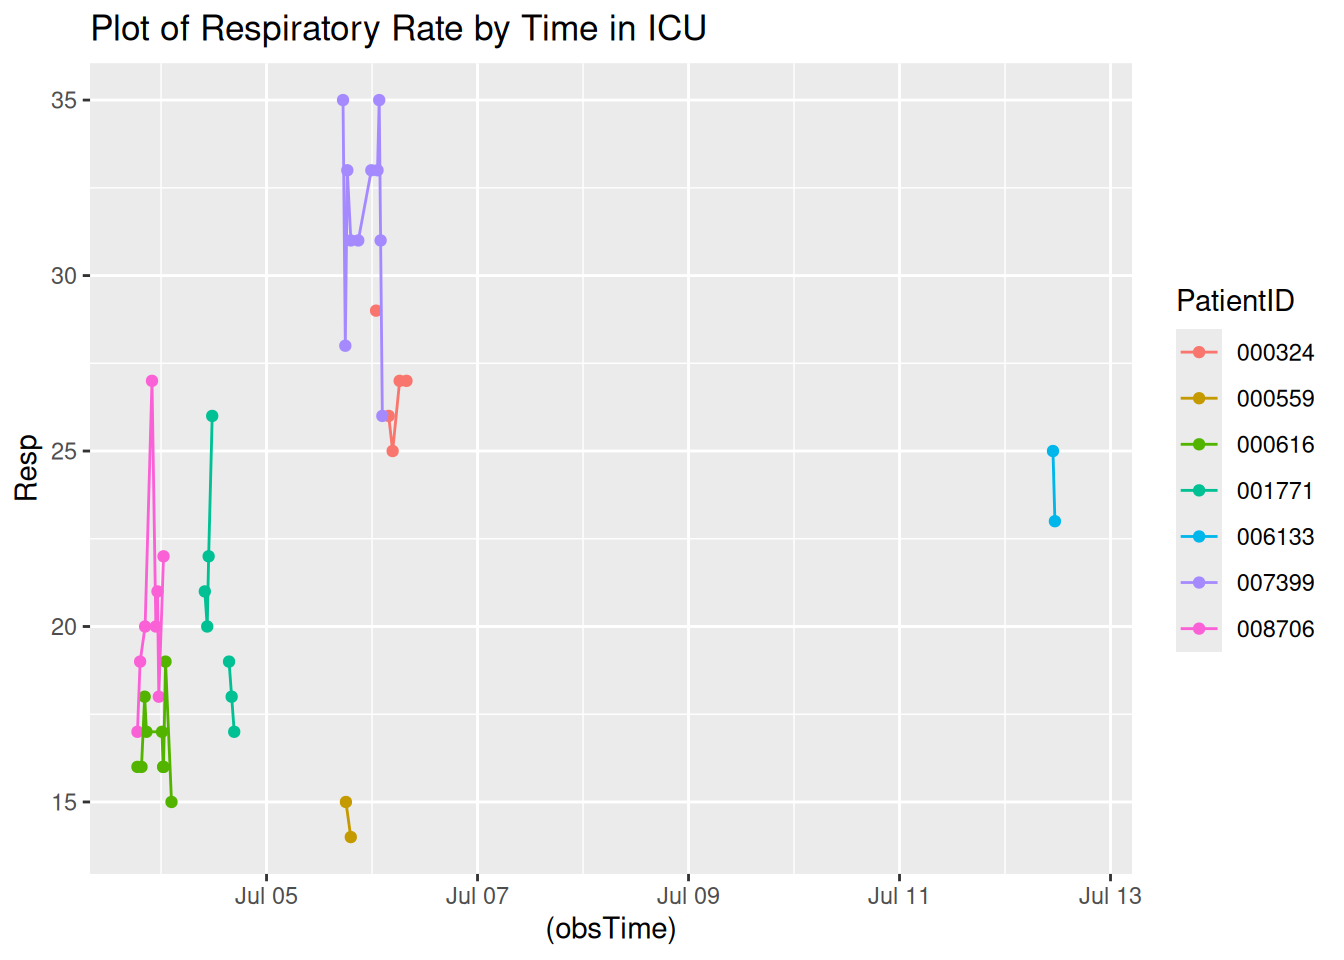 Plot of Respiratory Rate by Time in ICU
35
30
25
20
15
Resp
Jul 05
Jul 07
Jul 09
Jul 11
Jul 13
(obsTime)
PatientID
000324
000559
000616
001771
006133
007399
008706